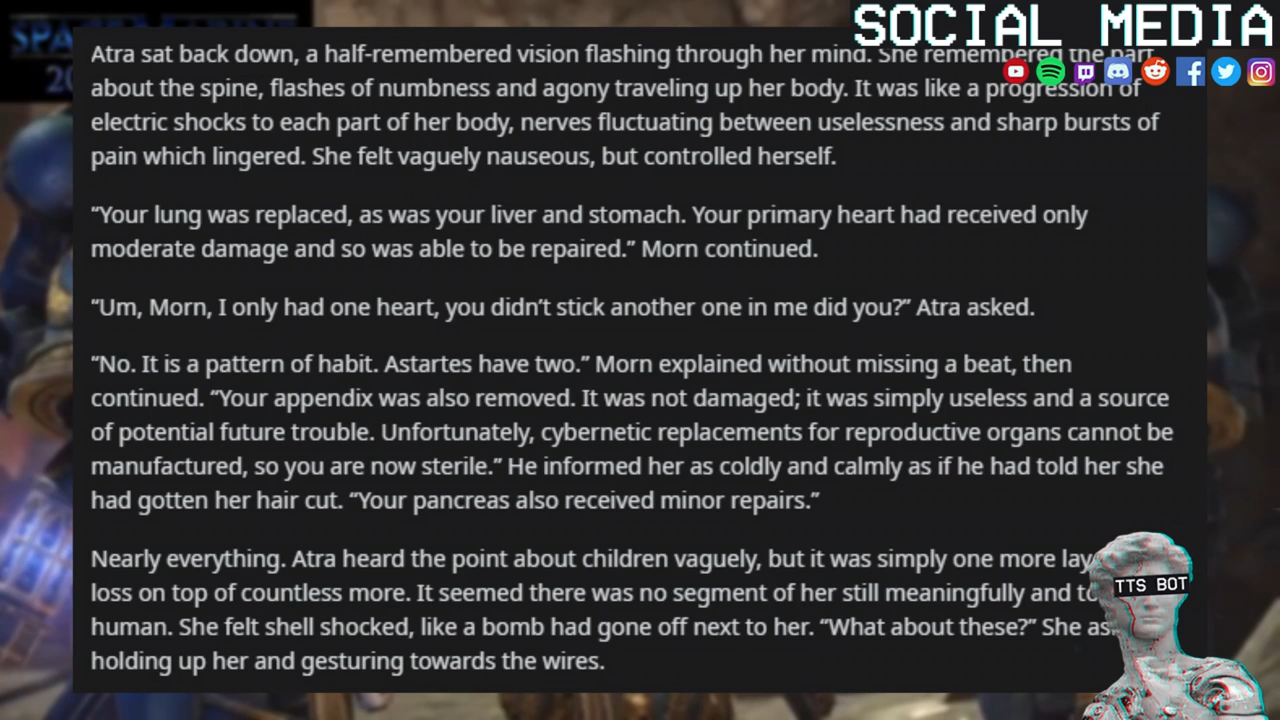 SOCIAL MEDIA
SPA
20
Atra sat back down, a half-remembered vision flashing through her mind. She remembered the part
about the spine, flashes of numbness and agony traveling up her body. It was like a progression of
electric shocks to each part of her body, nerves fluctuating between uselessness and sharp bursts of
pain which lingered. She felt vaguely nauseous, but controlled herself.
“Your lung was replaced, as was your liver and stomach. Your primary heart had received only
moderate damage and so was able to be repaired.” Morn continued.
“Um, Morn, I only had one heart, you didn’t stick another one in me did you?” Atra asked.
“No. It is a pattern of habit. Astartes have two.” Morn explained without missing a beat, then
continued. “Your appendix was also removed. It was not damaged; it was simply useless and a source
of potential future trouble. Unfortunately, cybernetic replacements for reproductive organs cannot be
manufactured, so you are now sterile.” He informed her as coldly and calmly as if he had told her she
had gotten her hair cut. “Your pancreas also received minor repairs.”
Nearly everything. Atra heard the point about children vaguely, but it was simply one more
loss on top of countless more. It seemed there was no segment of her still meaningfully and
human. She felt shell shocked, like a bomb had gone off next to her. “What about these?” She
holding up her and gesturing towards the wires.
TTS BOT